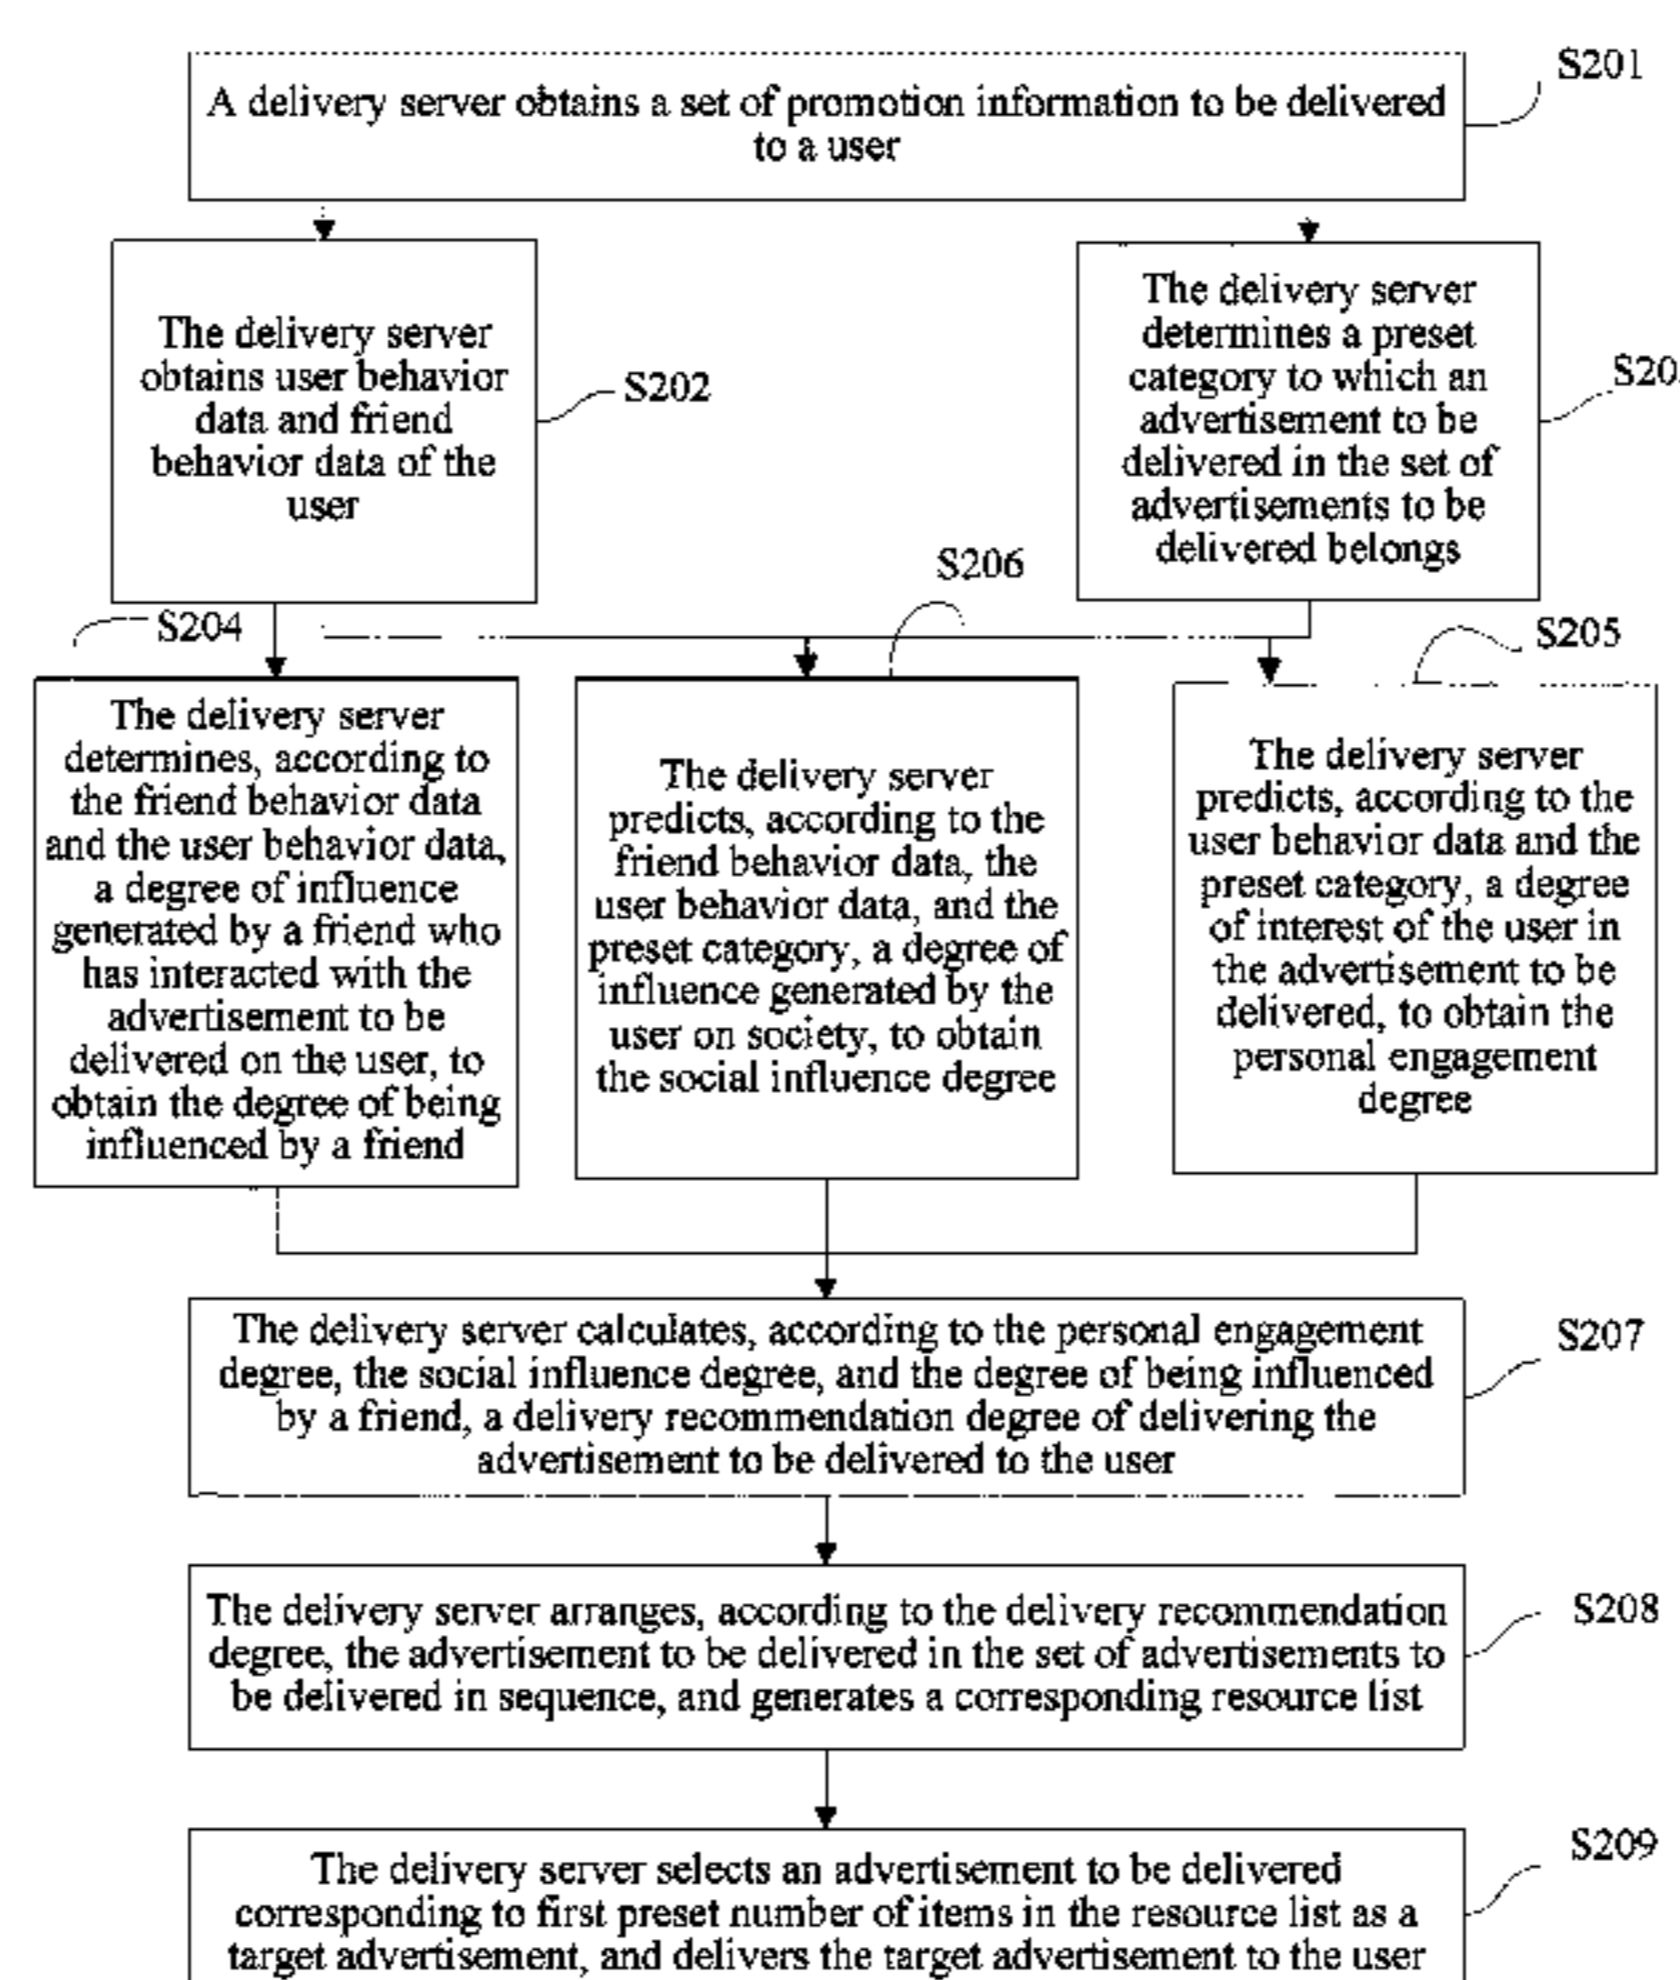 S201
A delivery server obtains a set of promotion information to be delivered
to a user
The delivery server
obtains user behavior
data and friend
behavior data of the
user
S202
The delivery server
determines a preset
category to which an
advertisement to be
delivered in the set of
advertisements to be
delivered belongs
S20
S204
The delivery server
determines, according to
the friend behavior data
and the user behavior data,
a degree of influence
generated by a friend who
has interacted with the
advertisement to be
delivered on the user, to
obtain the degree of being
influenced by a friend
S206
The delivery server
predicts, according to the
friend behavior data, the
user behavior data, and the
preset category, a degree of
influence generated by the
user on society, to obtain
the social influence degree
S205
The delivery server
predicts, according to the
user behavior data and the
preset category, a degree
of interest of the user in
the advertisement to be
delivered, to obtain the
personal engagement
degree
The delivery server calculates, according to the personal engagement
degree, the social influence degree, and the degree of being influenced
by a friend, a delivery recommendation degree of delivering the
advertisement to be delivered to the user
S207
The delivery server arranges, according to the delivery recommendation
degree, the advertisement to be delivered in the set of advertisements to
be delivered in sequence, and generates a corresponding resource list
S208
The delivery server selects an advertisement to be delivered
corresponding to first preset number of items in the resource list as a
target advertisement, and delivers the target advertisement to the user
S209